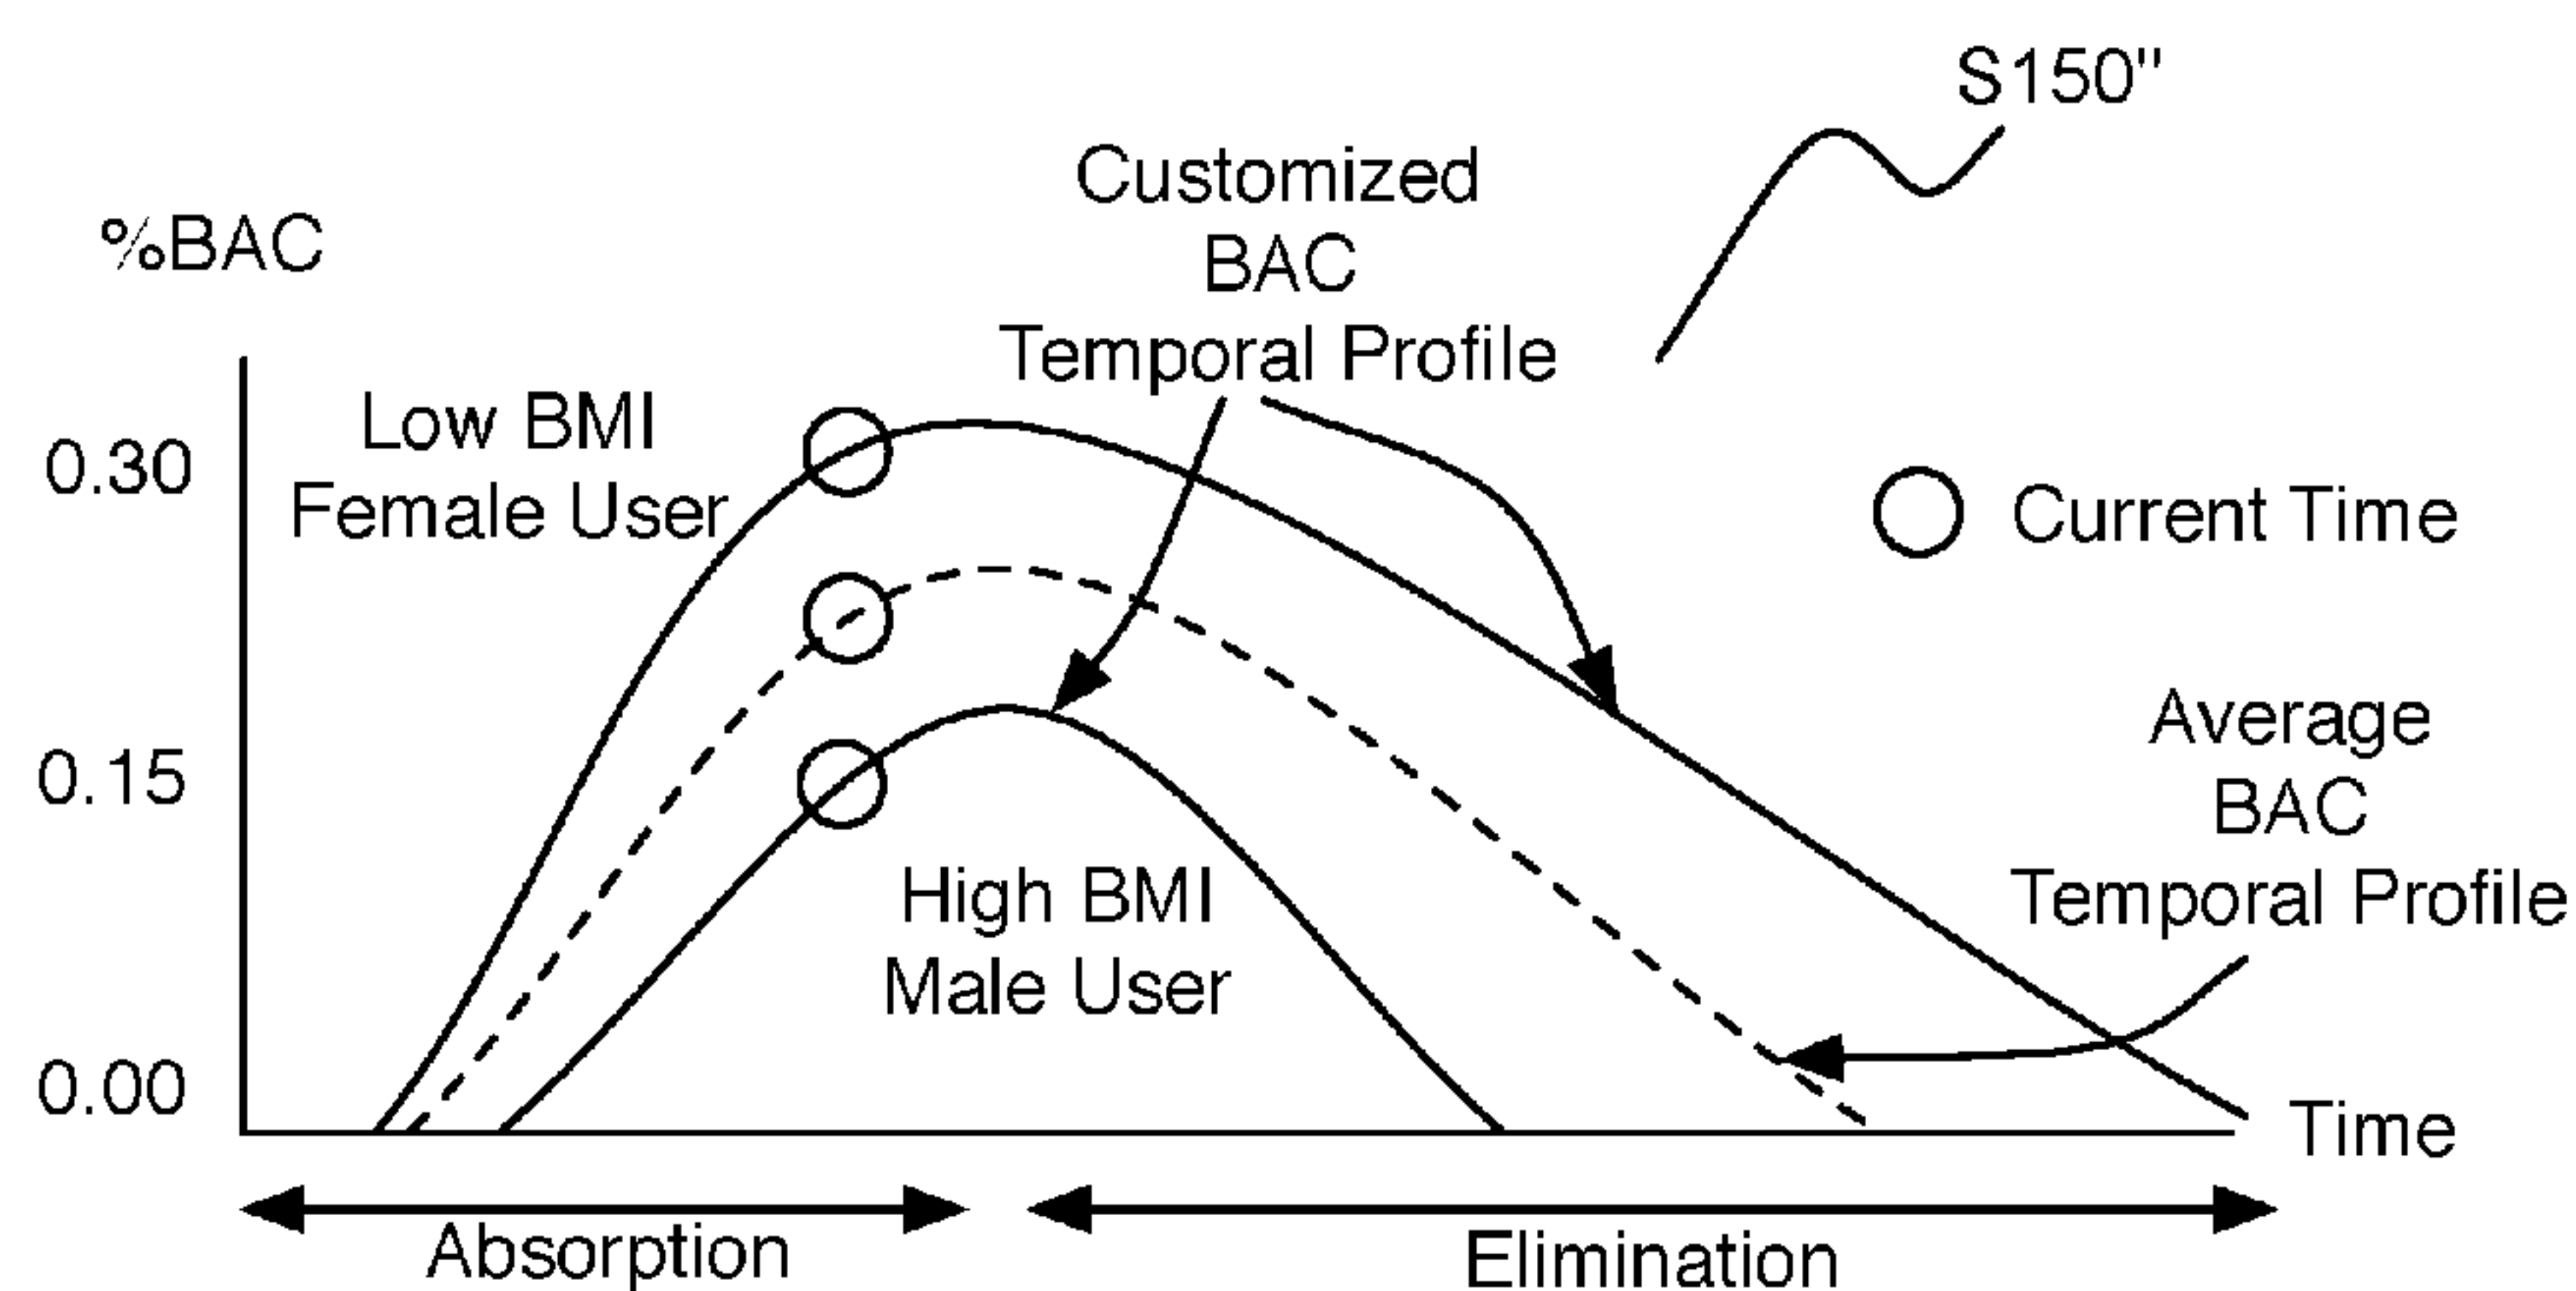 S150"
Customized
BAC
Temporal Profile
%BAC
Low BMI
Female User
0.30
Current Time
Average
BAC
Temporal Profile
0.15
High BMI
Male User
0.00
Time
Absorption
Elimination